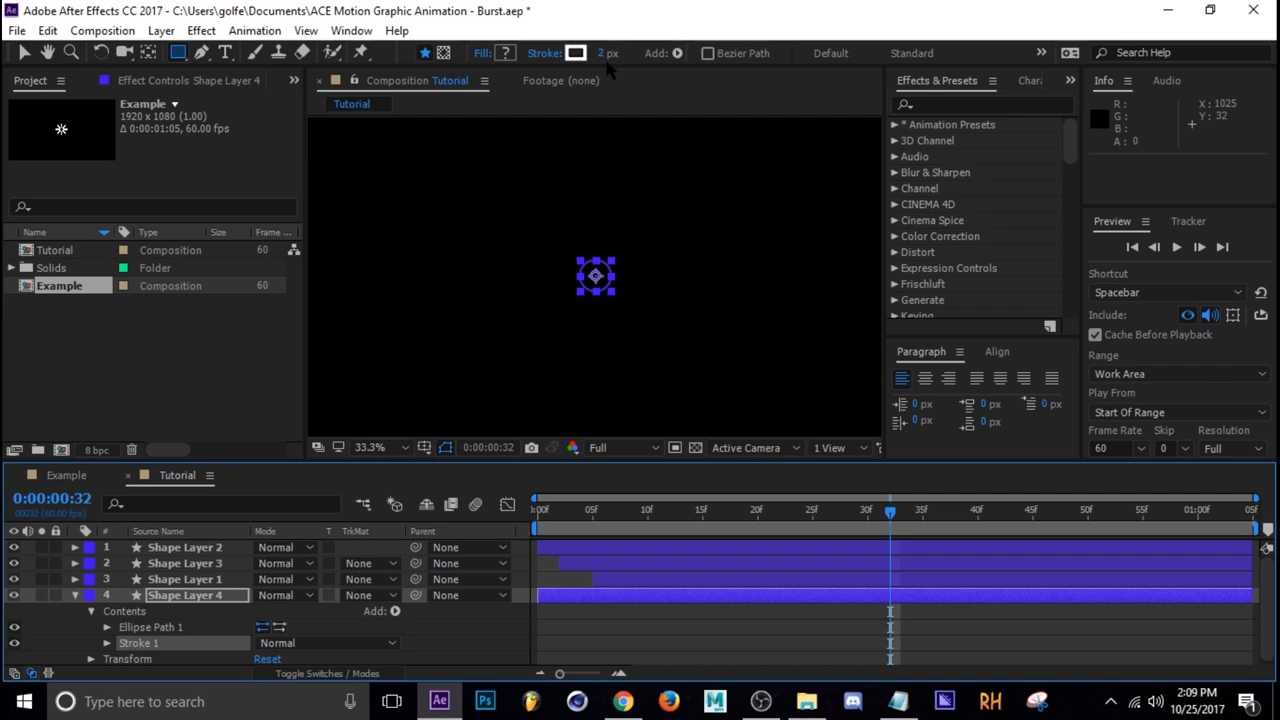 Adobe After Effects CC 2017 - C:\Users\golfe\Documents\ACE Motion Graphic Animation - Burst.aep *
File Edit Composition Layer Effect Animation View Window Help
Fill: ? Stroke: 2 px Add: Bezier Path Default Standard Search Help
Project Effect Controls Shape Layer 4 Composition Tutorial Footage (none) Effects & Presets Chara Info Audio
Example
1920 x 1080 (1.00)
Δ 0:00:01:05, 60.00 fps
Tutorial
R :
G :
B :
A : 0
X : 1025
Y : 32
* Animation Presets
3D Channel
Audio
Blur & Sharpen
Channel
CINEMA 4D
Cinema Spice
Color Correction
Distort
Expression Controls
Frischluft
Generate
Keying
Name Type Size Frame ...
Tutorial Composition 60
Solids Folder
Example Composition 60
Preview Tracker
Shortcut
Spacebar
Include:
Cache Before Playback
Range
Work Area
Play From
Start Of Range
Frame Rate Skip Resolution
60 0 Full
Paragraph Align
0 px 0 px 0 px
0 px 0 px
8 bpc
33.3% 0:00:00:32 Full Active Camera 1 View
Example Tutorial
0:00:00:32
00032 (60.00 fps)
# Source Name Mode T TrkMat Parent
:00f 05f 10f 15f 20f 25f 30f 35f 40f 45f 50f 55f 01:00f 05f
1 Shape Layer 2 Normal None
2 Shape Layer 3 Normal None None
3 Shape Layer 1 Normal None None
4 Shape Layer 4 Normal None None
Contents Add:
Ellipse Path 1
Stroke 1 Normal
Transform Reset
Toggle Switches / Modes
Type here to search
Ae Ps M RH
2:09 PM
10/25/2017
1